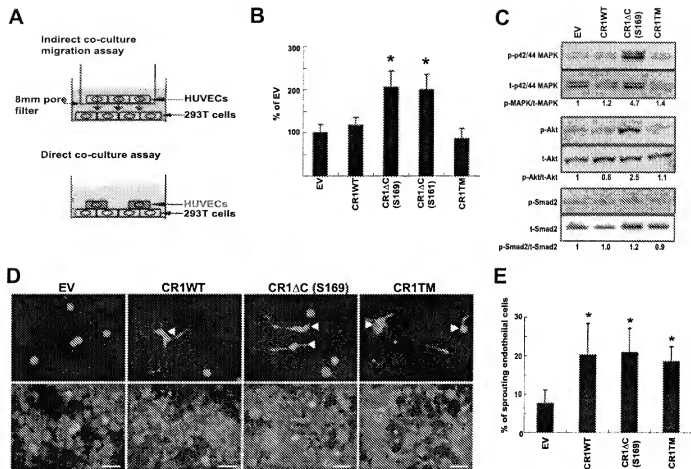 A
Indirect co-culture
migration assay
8mm pore
filter
HUVECs
293T cells
Direct co-culture assay
HUVECs
293T cells
B
% of EV
300
200
100
*
*
EV
CR1WT
CR1ΔC
(S169)
CR1ΔC
(S161)
CR1TM
C
EV
CR1WT
CR1ΔC
(S169)
CR1TM
p-p42/44 MAPK
t-p42/44 MAPK
p-MAPK/t-MAPK 1 1.2 4.7 1.4
p-Akt
t-Akt
p-Akt/t-Akt 1 0.8 2.5 1.1
p-Smad2
t-Smad2
p-Smad2/t-Smad2
1 1.0 1.2 0.9
D
EV
CR1WT
CR1ΔC (S169)
CR1TM
E
% of sprouting endothelial cells
30
20
10
0
*
*
*
EV
CR1WT
CR1ΔC
(S169)
CR1TM